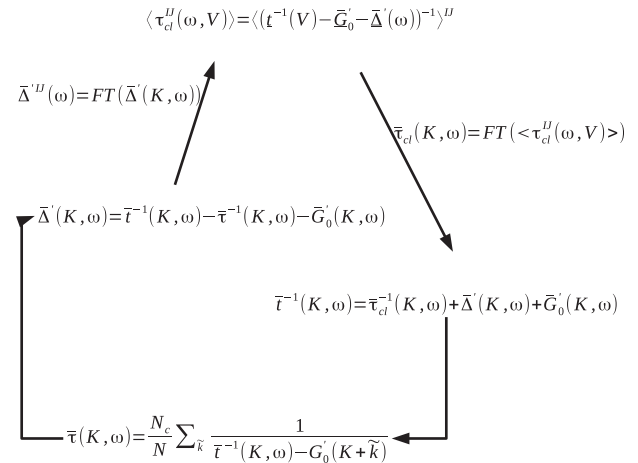 ⟨τ_cl^{IJ}(ω,V)⟩=⟨(t̲^{−1}(V)−Ḡ̲'_0−Δ̲̄'(ω))^{−1}⟩^{IJ}
Δ̄'^{IJ}(ω)=FT(Δ̄'(K,ω))
τ̄_cl(K,ω)=FT(<τ_cl^{IJ}(ω,V)>)
Δ̄'(K,ω)=t̄^{−1}(K,ω)−τ̄^{−1}(K,ω)−Ḡ'_0(K,ω)
t̄^{−1}(K,ω)=τ̄_cl^{−1}(K,ω)+Δ̄'(K,ω)+Ḡ'_0(K,ω)
τ̄(K,ω)=N_c/N ∑_k̃ 1/(t̄^{−1}(K,ω)−G'_0(K+k̃))